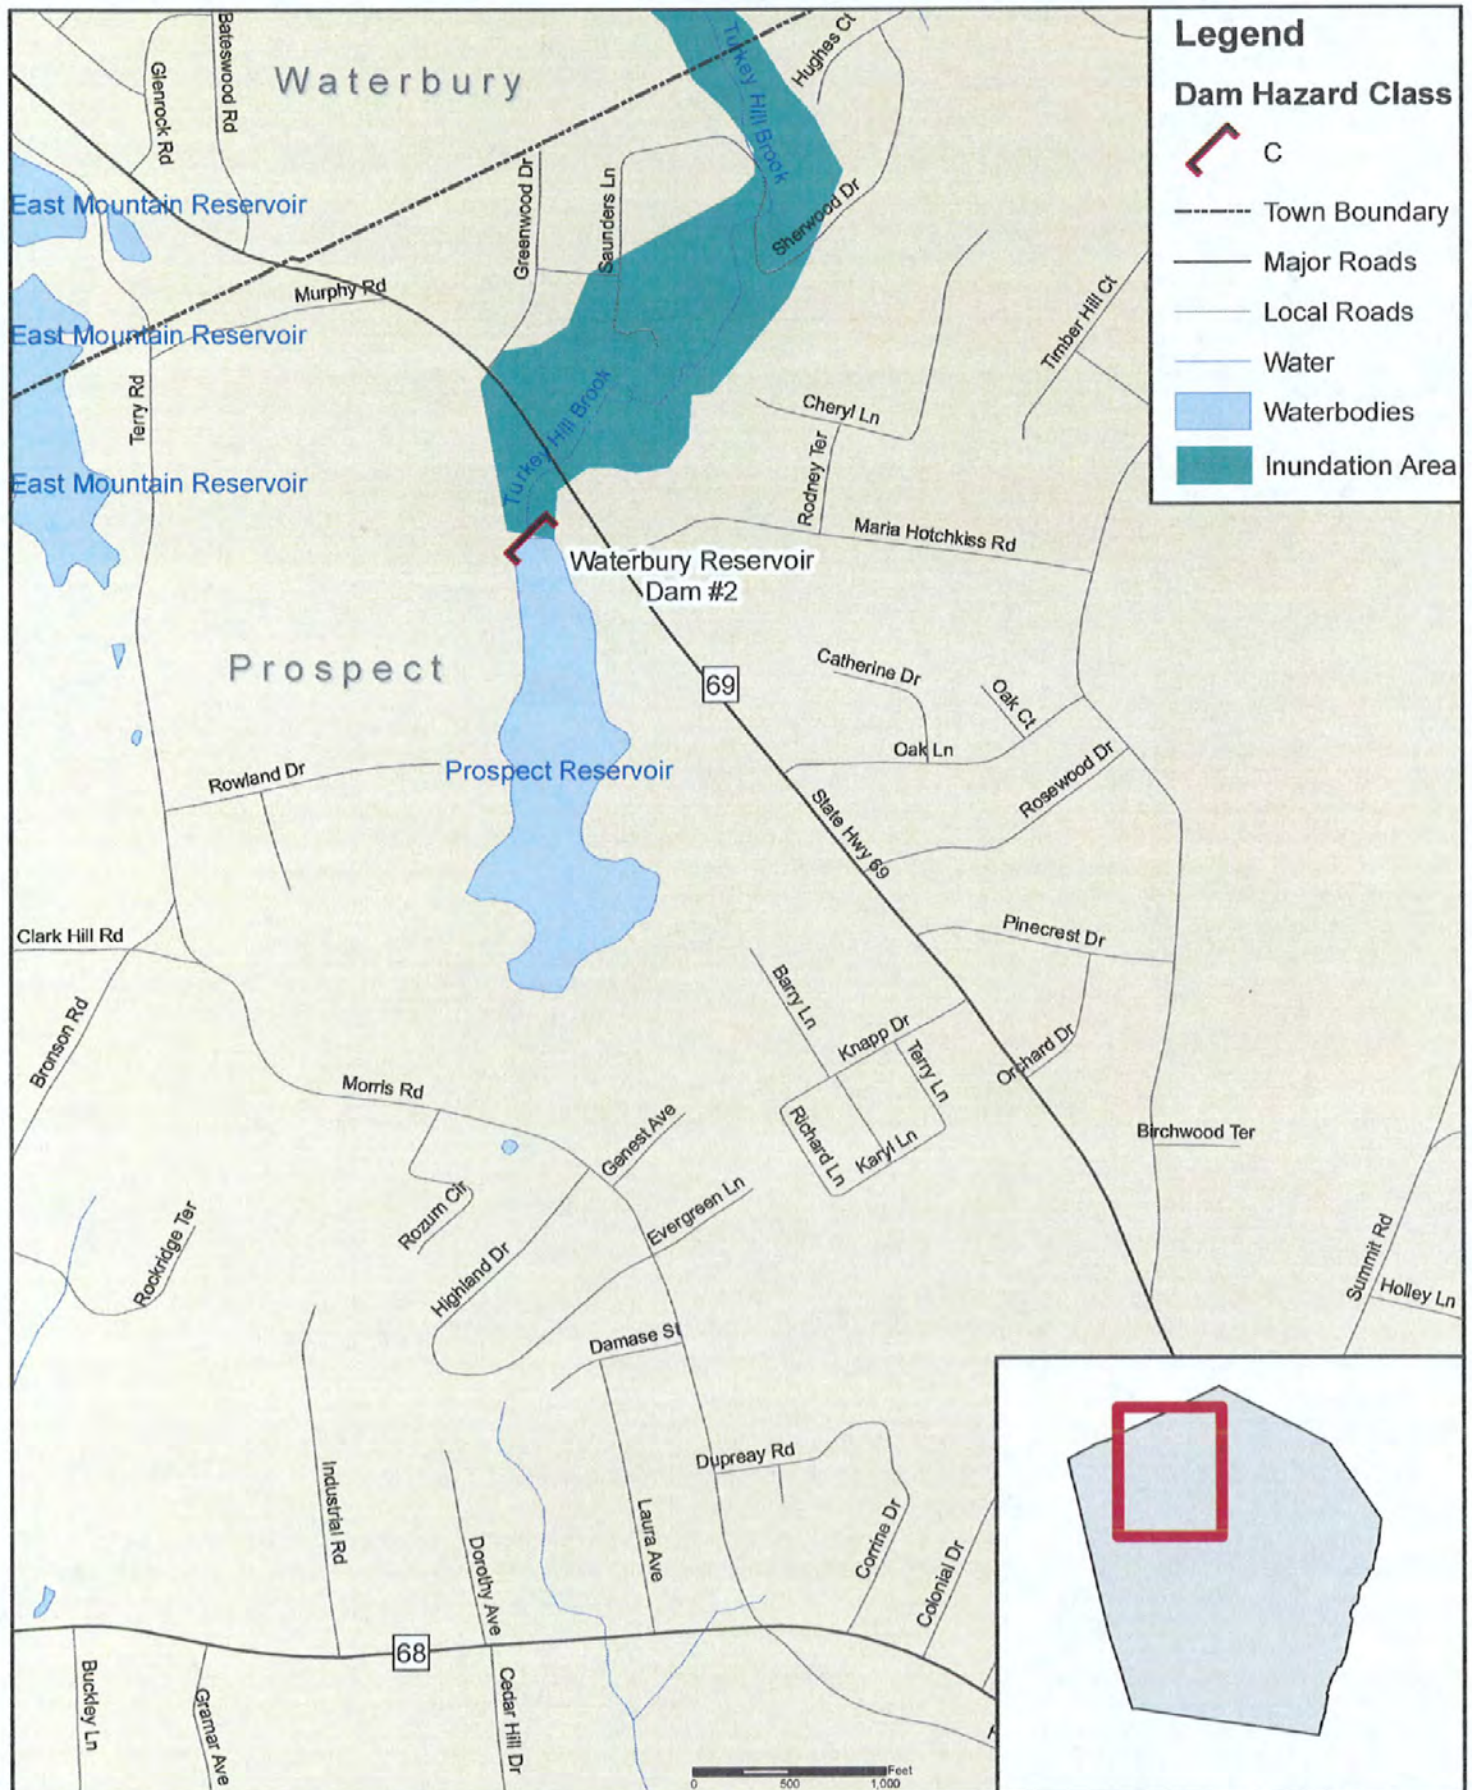 Legend
Dam Hazard Class
C
Town Boundary
Major Roads
Local Roads
Water
Waterbodies
Inundation Area
Waterbury
Glenrock Rd
Bateswood Rd
Turkey Hill Brook
Hughes Ct
East Mountain Reservoir
Greenwood Dr
Saunders Ln
Sherwood Dr
Murphy Rd
East Mountain Reservoir
Timber Hill Ct
Terry Rd
Turkey Hill Brook
Cheryl Ln
Rodney Ter
East Mountain Reservoir
Maria Hotchkiss Rd
Waterbury Reservoir
Dam #2
Prospect
69
Catherine Dr
Oak Ct
Oak Ln
Rosewood Dr
Rowland Dr
Prospect Reservoir
State Hwy 69
Clark Hill Rd
Pinecrest Dr
Barry Ln
Bronson Rd
Knapp Dr
Terry Ln
Orchard Dr
Morris Rd
Richard Ln
Karyl Ln
Genest Ave
Birchwood Ter
Rozum Cir
Evergreen Ln
Rockridge Ter
Highland Dr
Summit Rd
Holley Ln
Damase St
Dupreay Rd
Industrial Rd
Laura Ave
Corrine Dr
Dorothy Ave
Colonial Dr
68
Buckley Ln
Gramar Ave
Cedar Hill Dr
Feet
0 500 1,000